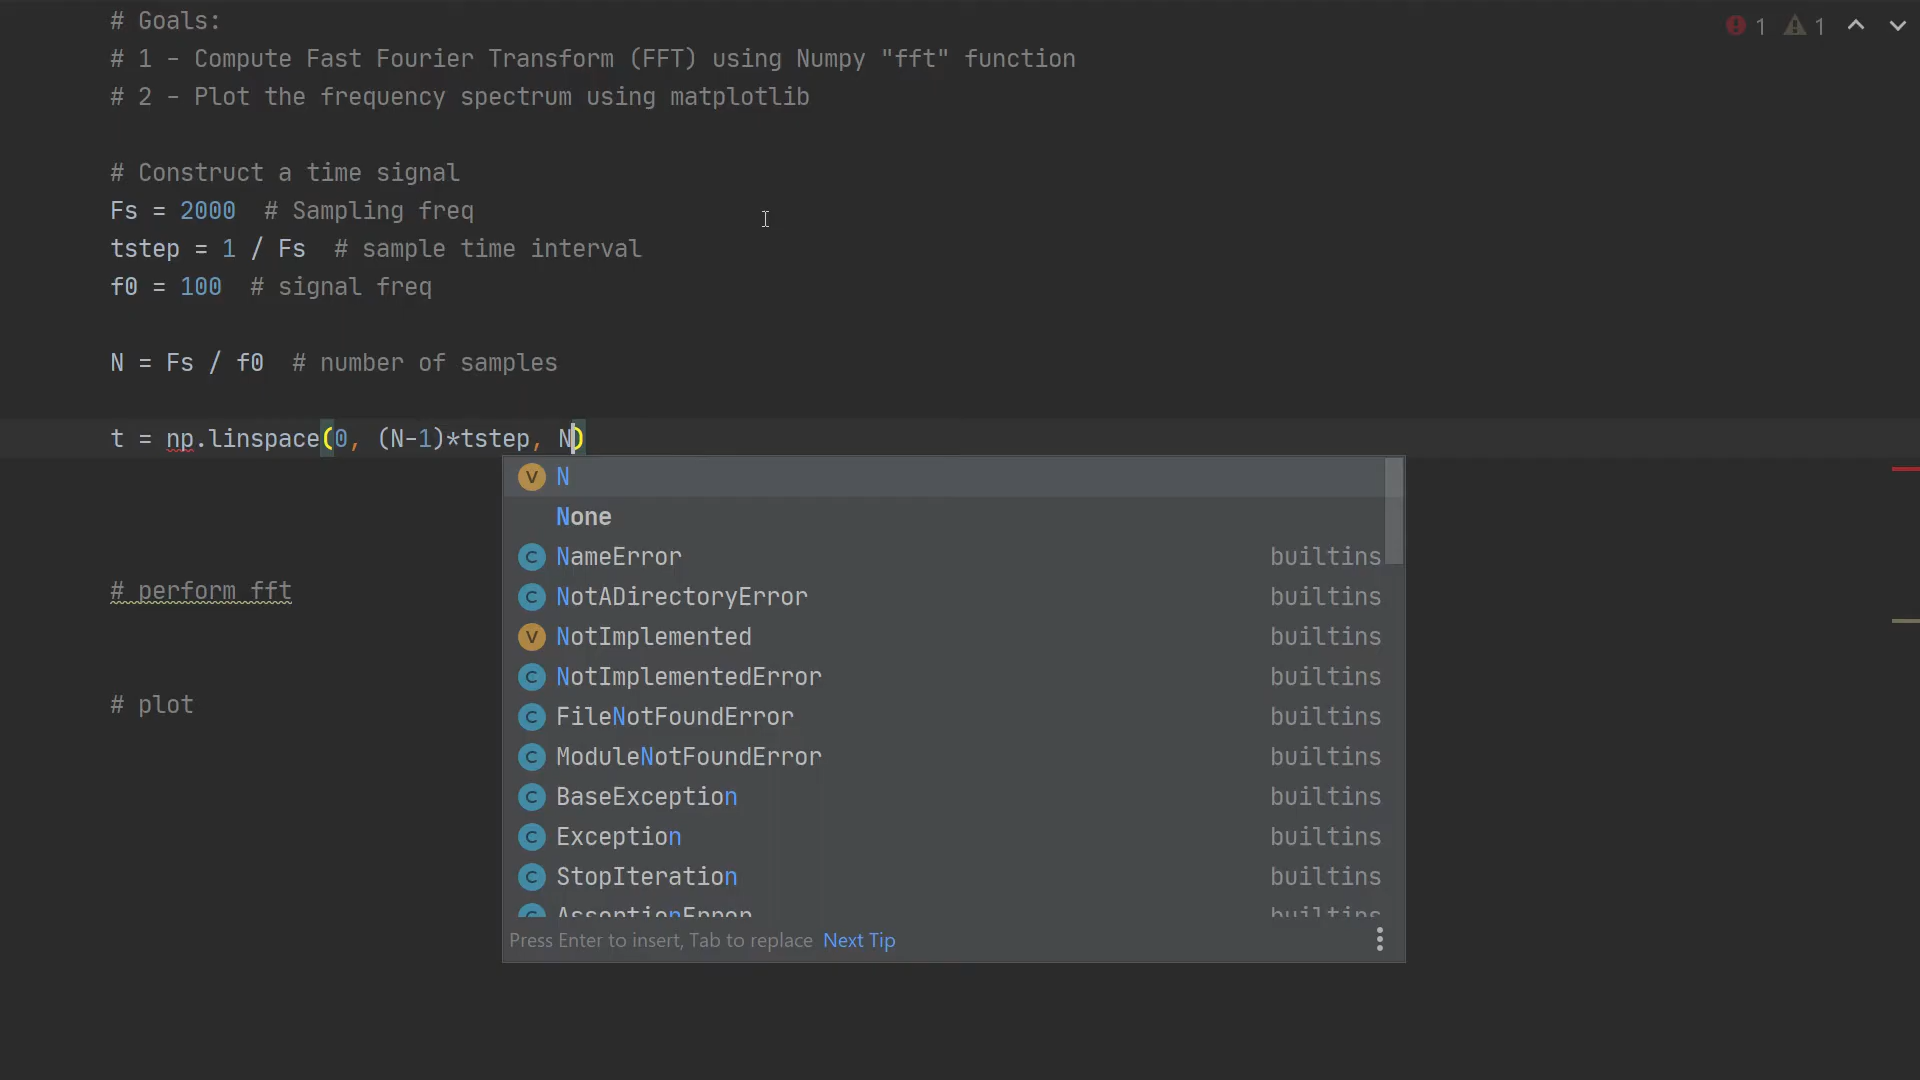 # Goals:
1 1
# 1 - Compute Fast Fourier Transform (FFT) using Numpy "fft" function
# 2 - Plot the frequency spectrum using matplotlib
# Construct a time signal
Fs = 2000  # Sampling freq
tstep = 1 / Fs  # sample time interval
f0 = 100  # signal freq
N = Fs / f0  # number of samples
t = np.linspace(0, (N-1)*tstep, N)
V N
None
C NameError builtins
C NotADirectoryError builtins
V NotImplemented builtins
C NotImplementedError builtins
C FileNotFoundError builtins
C ModuleNotFoundError builtins
C BaseException builtins
C Exception builtins
C StopIteration builtins
C AssertionError builtins
Press Enter to insert, Tab to replace Next Tip
# perform fft
# plot